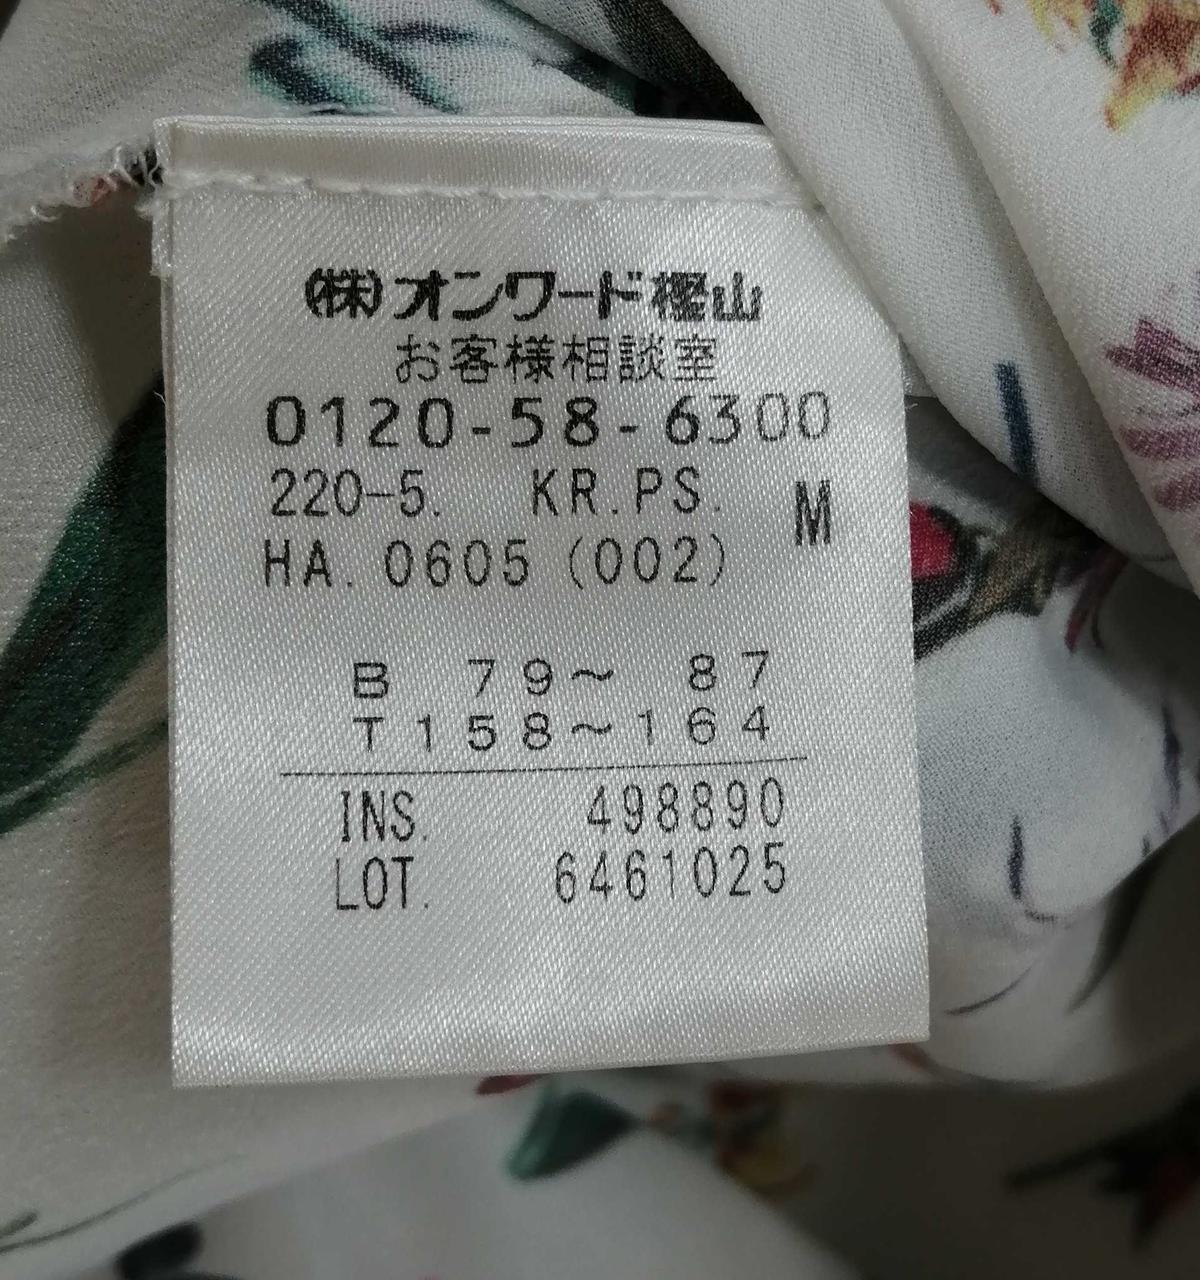 ㈱オンワード樫山
お客様相談室
0120-58-6300
220-5. KR.PS. M
HA. 0605 (002)
B 79～ 87
T 158～164
INS. 498890
LOT. 6461025